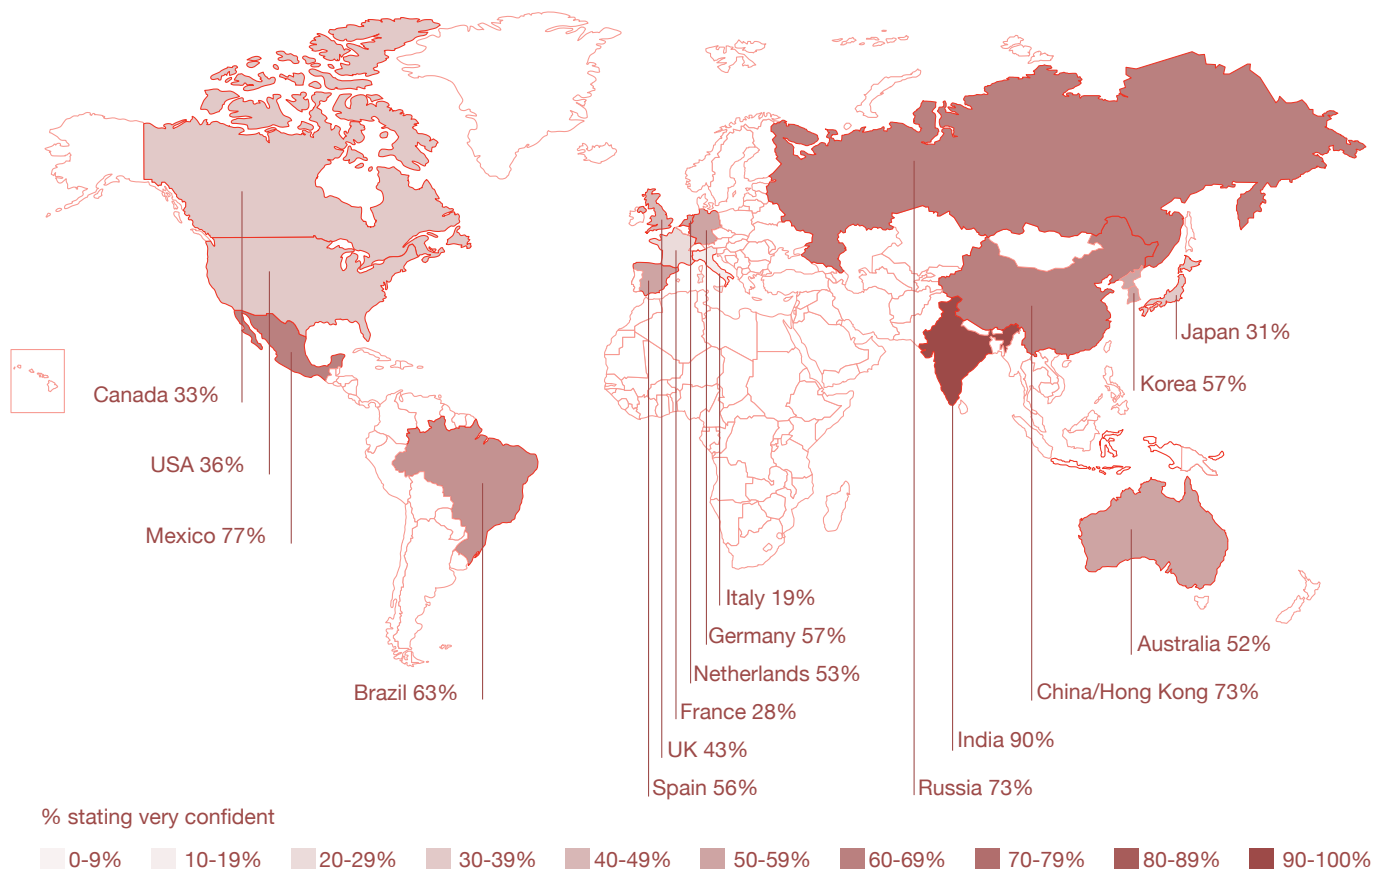 Japan 31%
Korea 57%
Canada 33%
USA 36%
Mexico 77%
Italy 19%
Germany 57%
Australia 52%
Netherlands 53%
Brazil 63%
China/Hong Kong 73%
France 28%
India 90%
UK 43%
Spain 56%
Russia 73%
% stating very confident
0-9% 10-19% 20-29% 30-39% 40-49% 50-59% 60-69% 70-79% 80-89% 90-100%